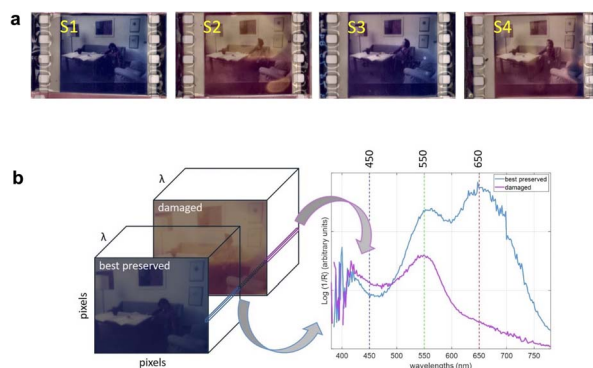 a
S1
S2
S3
S4
b
λ
damaged
λ
best preserved
pixels
pixels
450
550
650
best preserved
damaged
Log (1/R) (arbitrary units)
400
450
500
550
600
650
700
750
wavelengths (nm)